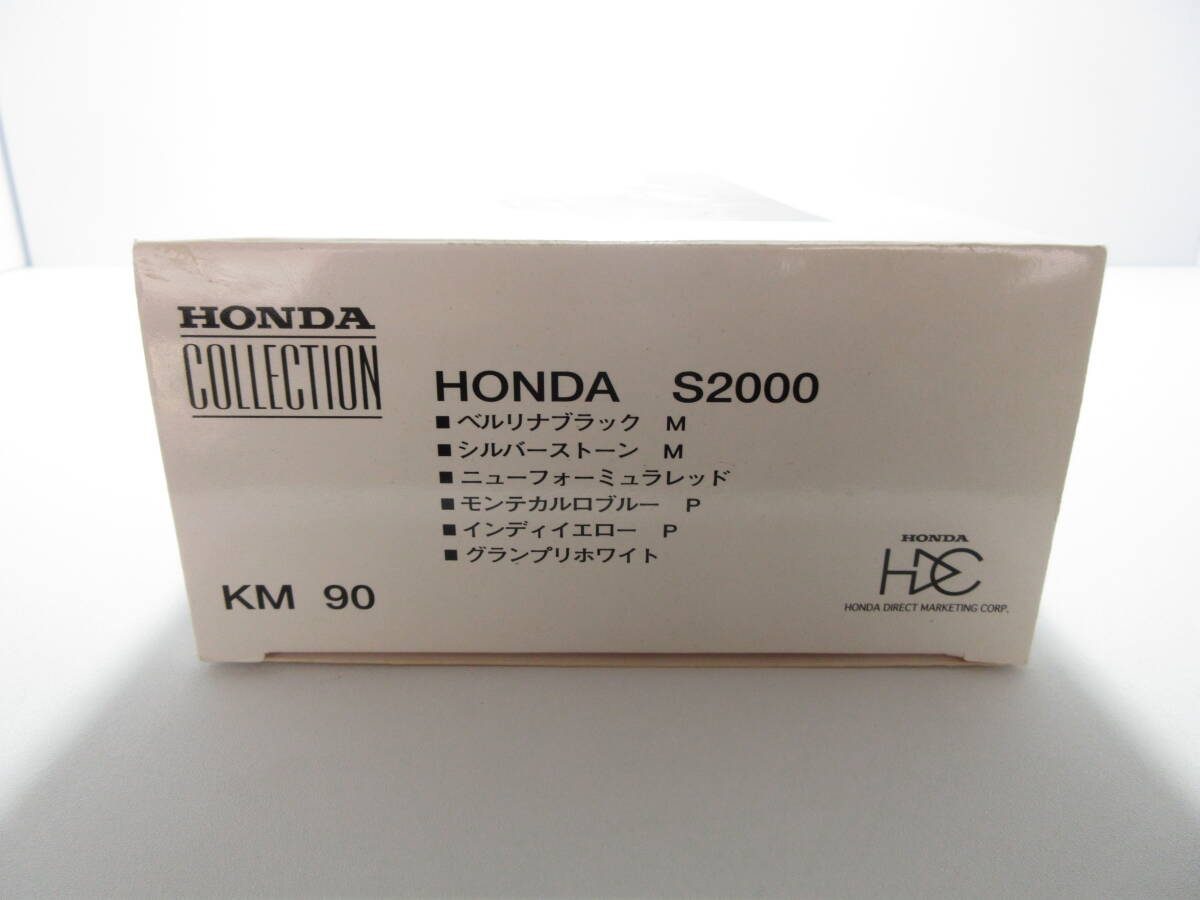 HONDA
COLLECTION
HONDA S2000
■ ベルリナブラック M
■ シルバーストーン M
■ ニューフォーミュラレッド
■ モンテカルロブルー P
■ インディイエロー P
■ グランプリホワイト
KM 90
HONDA
HDC
HONDA DIRECT MARKETING CORP.